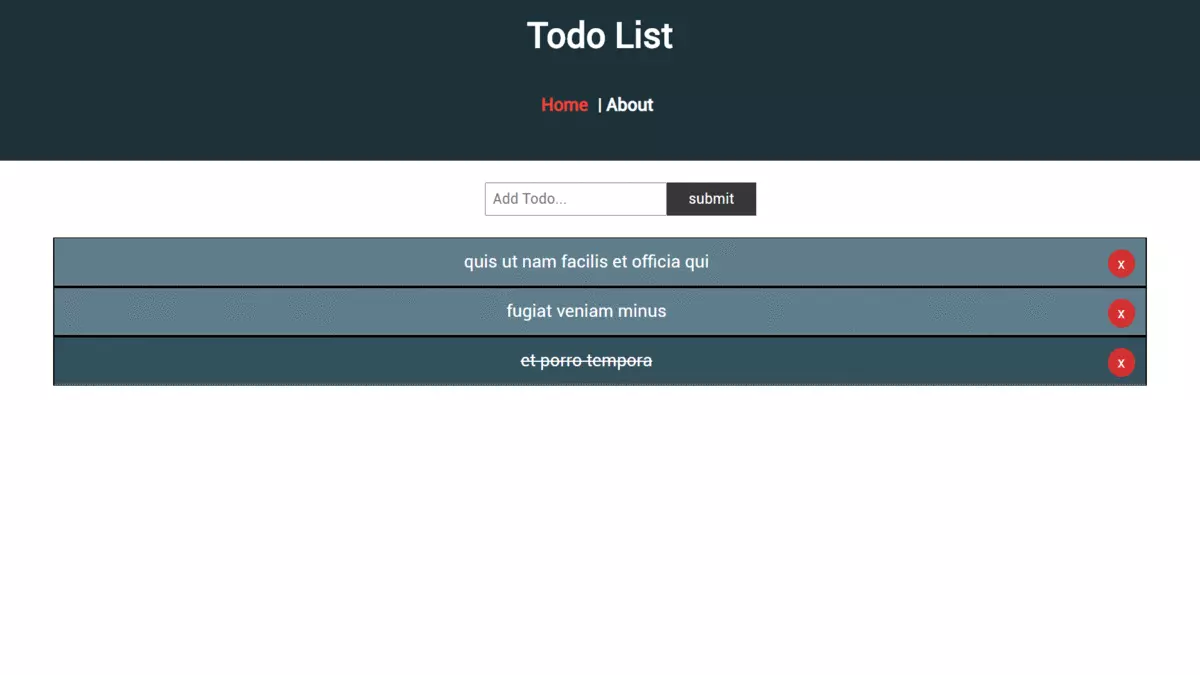 Todo List
Home | About
Add Todo... submit
quis ut nam facilis et officia qui x
fugiat veniam minus x
et porro tempora x